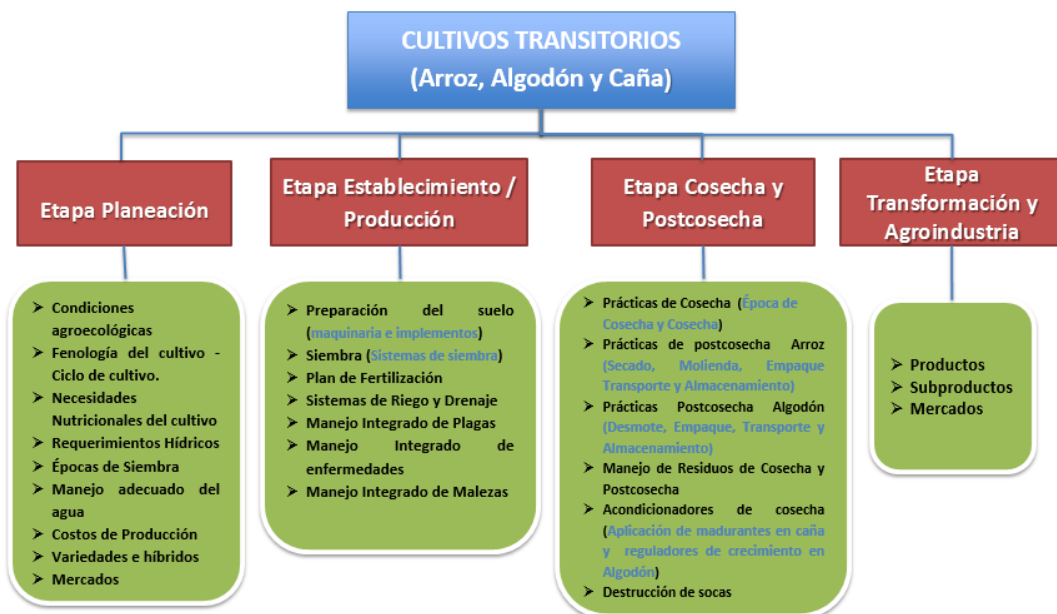 CULTIVOS TRANSITORIOS
(Arroz, Algodón y Caña)
Etapa Planeación
➤ Condiciones
agroecológicas
➤ Fenología del cultivo -
Ciclo de cultivo.
➤ Necesidades
Nutricionales del cultivo
➤ Requerimientos Hídricos
➤ Épocas de Siembra
➤ Manejo adecuado del
agua
➤ Costos de Producción
➤ Variedades e híbridos
➤ Mercados
Etapa Establecimiento /
Producción
➤ Preparación del suelo
(maquinaria e implementos)
➤ Siembra (Sistemas de siembra)
➤ Plan de Fertilización
➤ Sistemas de Riego y Drenaje
➤ Manejo Integrado de Plagas
➤ Manejo Integrado de
enfermedades
➤ Manejo Integrado de Malezas
Etapa Cosecha y
Postcosecha
➤ Prácticas de Cosecha (Época de
Cosecha y Cosecha)
➤ Prácticas de postcosecha Arroz
(Secado, Molienda, Empaque
Transporte y Almacenamiento)
➤ Prácticas Postcosecha Algodón
(Desmote, Empaque, Transporte y
Almacenamiento)
➤ Manejo de Residuos de Cosecha y
Postcosecha
➤ Acondicionadores de cosecha
(Aplicación de madurantes en caña
y reguladores de crecimiento en
Algodón)
➤ Destrucción de socas
Etapa
Transformación y
Agroindustria
➤ Productos
➤ Subproductos
➤ Mercados